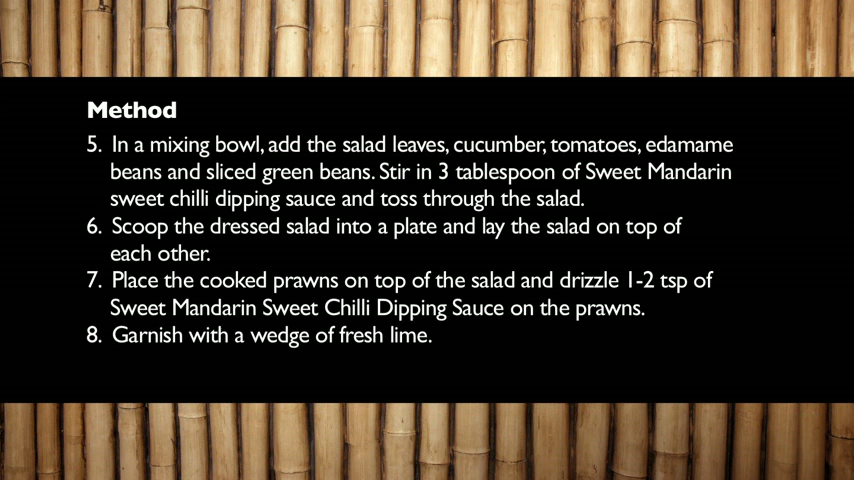 Method
5. In a mixing bowl, add the salad leaves, cucumber, tomatoes, edamame
beans and sliced green beans. Stir in 3 tablespoon of Sweet Mandarin
sweet chilli dipping sauce and toss through the salad.
6. Scoop the dressed salad into a plate and lay the salad on top of
each other.
7. Place the cooked prawns on top of the salad and drizzle 1-2 tsp of
Sweet Mandarin Sweet Chilli Dipping Sauce on the prawns.
8. Garnish with a wedge of fresh lime.